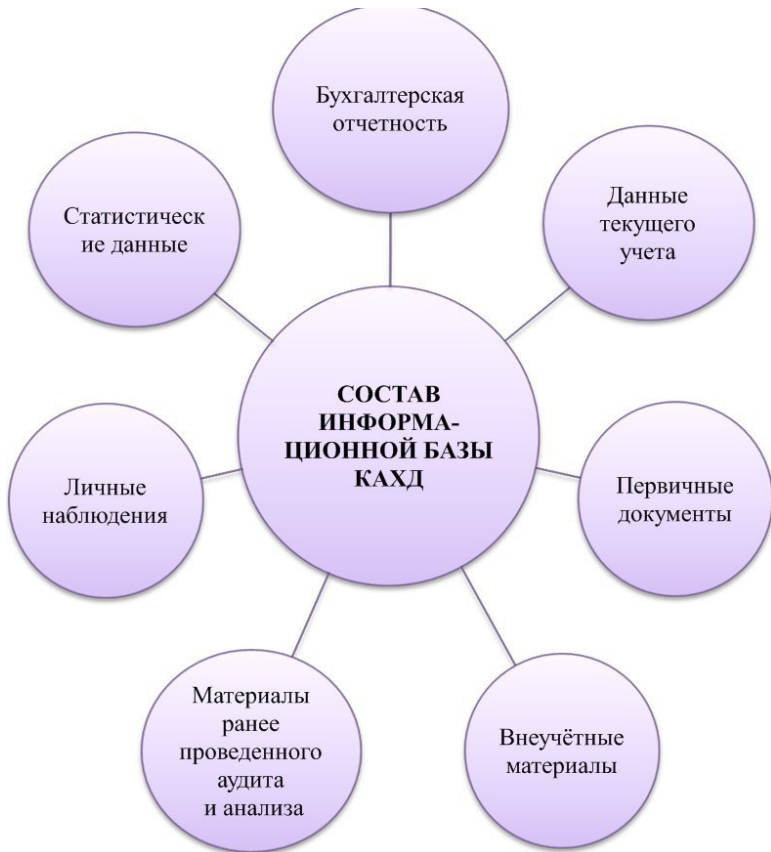 Бухгалтерская
отчетность
Статистическ
ие данные
Данные
текущего
учета
СОСТАВ
ИНФОРМА-
ЦИОННОЙ БАЗЫ
КАХД
Личные
наблюдения
Первичные
документы
Материалы
ранее
проведенного
аудита
и анализа
Внеучётные
материалы